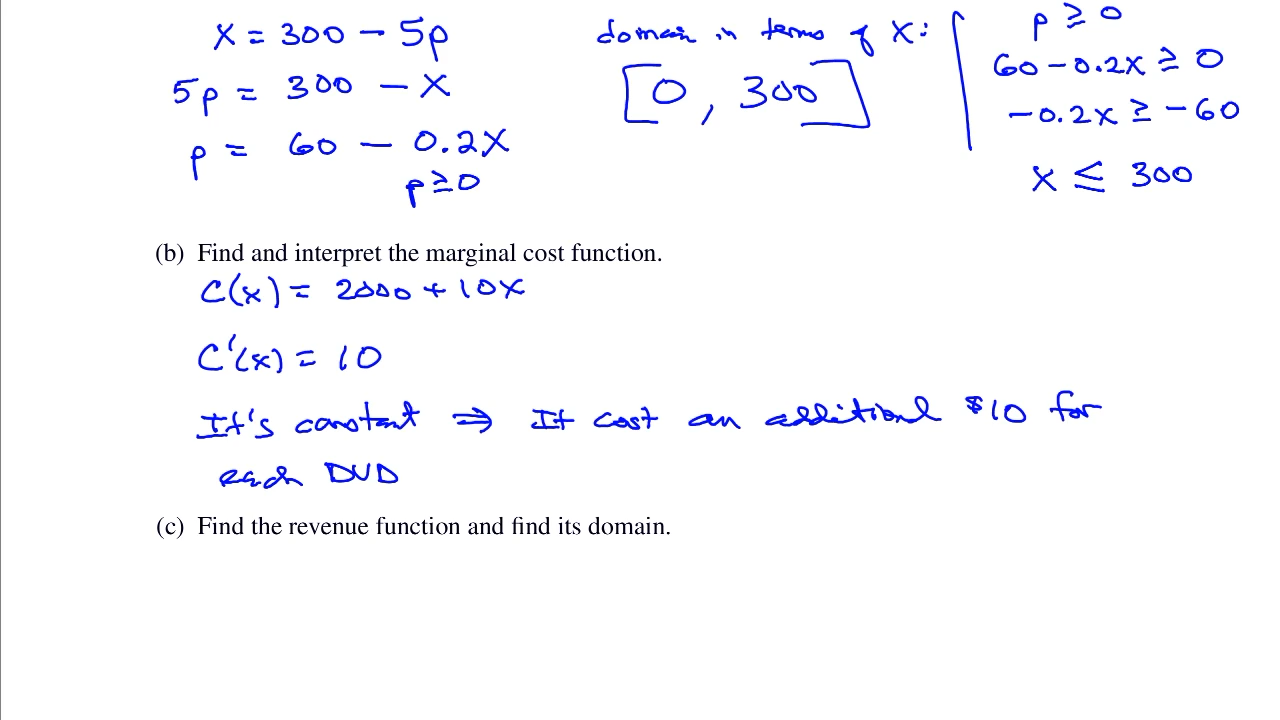 x = 300 - 5p
5p = 300 - x
p = 60 - 0.2x
p ≥ 0
domain in terms of x:
[0, 300]
p ≥ 0
60 - 0.2x ≥ 0
-0.2x ≥ -60
x ≤ 300
(b) Find and interpret the marginal cost function.
C(x) = 2000 + 10x
C'(x) = 10
It's constant ⇒ It cost an additional $10 for
each DVD
(c) Find the revenue function and find its domain.